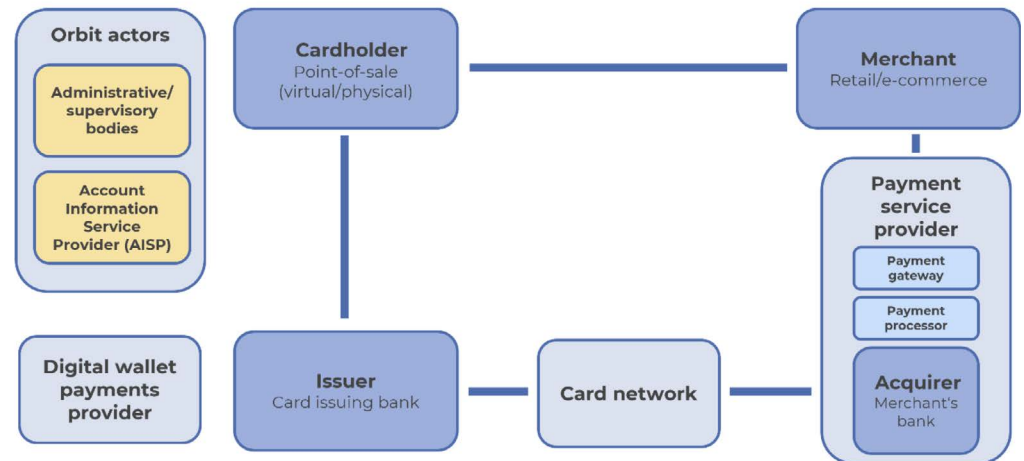 Orbit actors
Administrative/
supervisory
bodies
Account
Information
Service
Provider (AISP)
Digital wallet
payments
provider
Cardholder
Point-of-sale
(virtual/physical)
Issuer
Card issuing bank
Card network
Merchant
Retail/e-commerce
Payment
service
provider
Payment
gateway
Payment
processor
Acquirer
Merchant's
bank